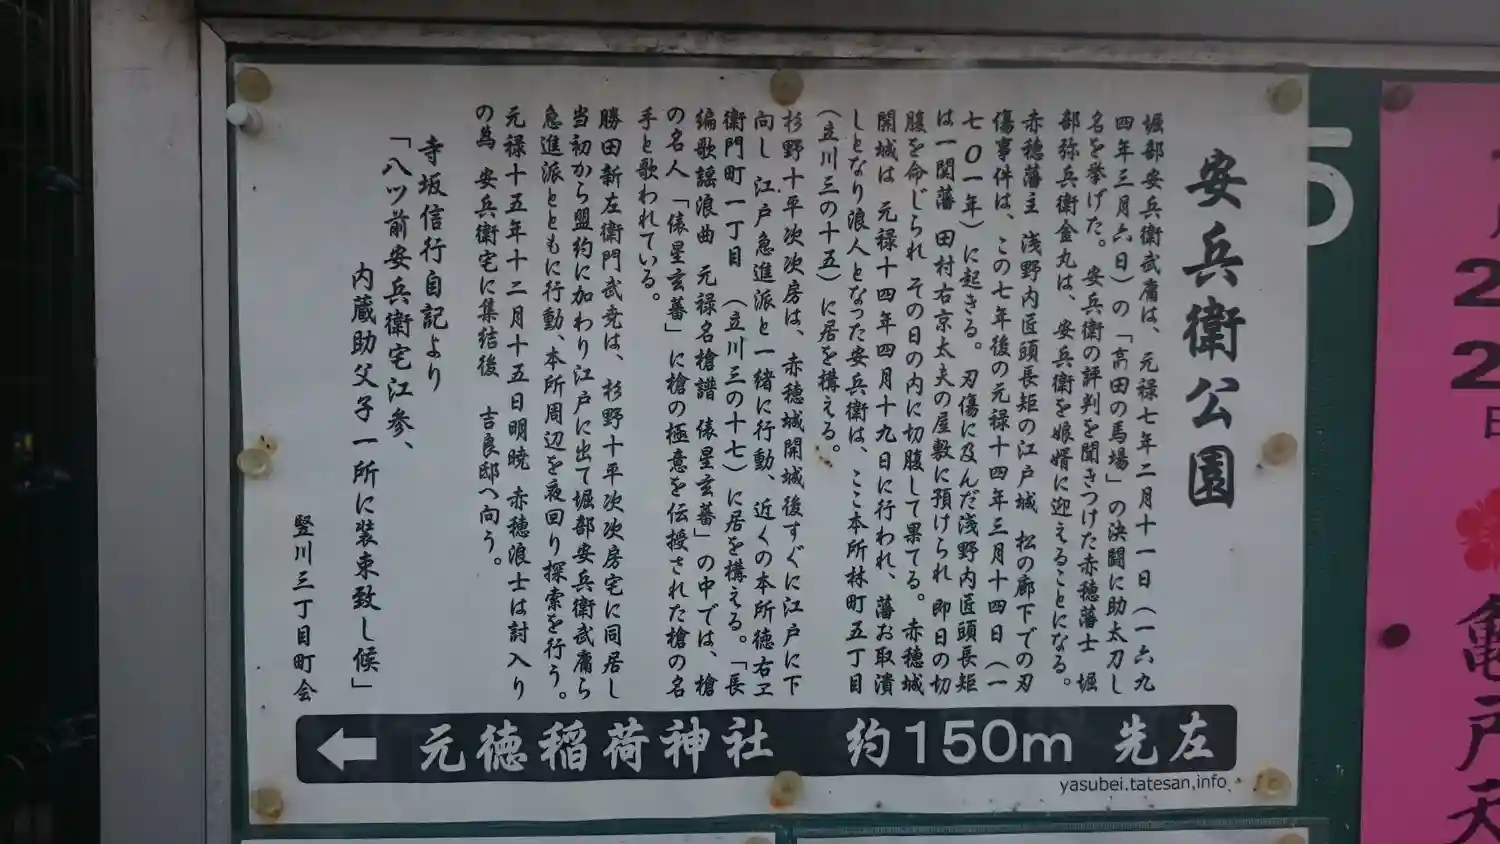 安兵衛公園
堀部安兵衛武庸は、元禄七年二月十一日（一六九
四年三月六日）の「高田の馬場」の決闘に助太刀し
名を挙げた。安兵衛の評判を聞きつけた赤穂藩士 堀
部弥兵衛金丸は、安兵衛を娘婿に迎えることになる。
赤穂藩主 浅野内匠頭長矩の江戸城 松の廊下での刃
傷事件は、この七年後の元禄十四年三月十四日（一
七〇一年）に起きる。刃傷に及んだ浅野内匠頭長矩
は一関藩 田村右京太夫の屋敷に預けられ 即日の切
腹を命じられ その日の内に切腹して果てる。赤穂城
開城は 元禄十四年四月十九日に行われ、藩お取潰
しとなり浪人となった安兵衛は、ここ本所林町五丁目
（立川三の十五）に居を構える。
杉野十平次次房は、赤穂城開城後すぐに江戸に下
向し 江戸急進派と一緒に行動、近くの本所徳右ヱ
衛門町一丁目 （立川三の十七）に居を構える。「長
編歌謡浪曲 元禄名槍譜 俵星玄蕃」の中では、槍
の名人「俵星玄蕃」に槍の極意を伝授された槍の名
手と歌われている。
勝田新左衛門武尭は、杉野十平次次房宅に同居し
当初から盟約に加わり江戸に出て堀部安兵衛武庸ら
急進派とともに行動、本所周辺を夜回り探索を行う。
元禄十五年十二月十五日明暁 赤穂浪士は討入り
の為 安兵衛宅に集結後 吉良邸へ向う。
寺坂信行自記より
「八ツ前安兵衛宅江参、
内蔵助父子一所に装束致し候」
竪川三丁目町会
← 元徳稲荷神社 約150m 先左
yasubei.tatesan.info
5
2
2
日
亀戸天